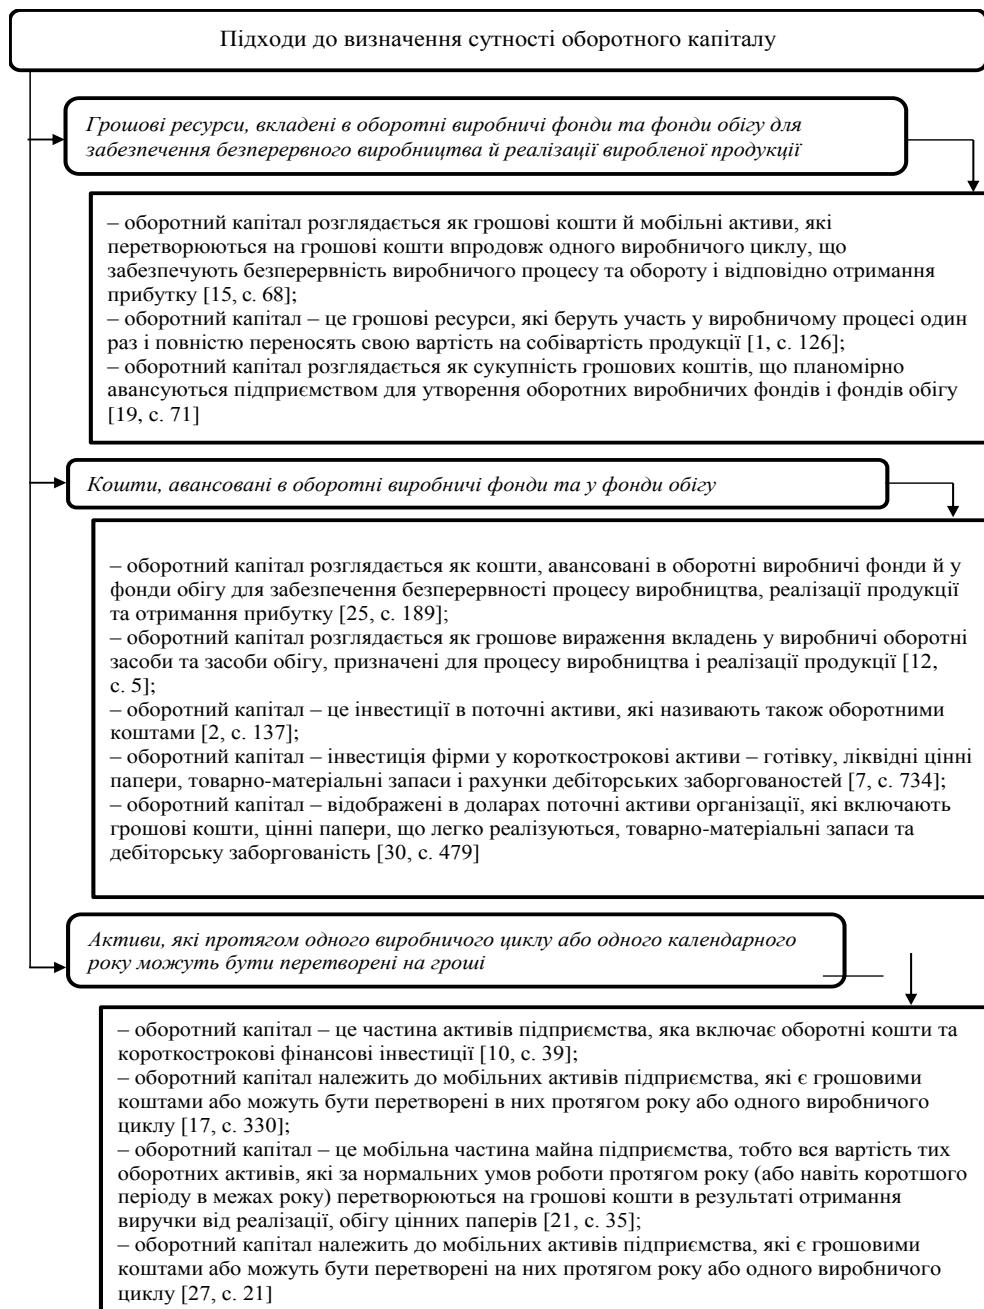 Підходи до визначення сутності оборотного капіталу
Грошові ресурси, вкладені в оборотні виробничі фонди та фонди обігу для
забезпечення безперервного виробництва й реалізації виробленої продукції
– оборотний капітал розглядається як грошові кошти й мобільні активи, які
перетворюються на грошові кошти впродовж одного виробничого циклу, що
забезпечують безперервність виробничого процесу та обороту і відповідно отримання
прибутку [15, с. 68];
– оборотний капітал – це грошові ресурси, які беруть участь у виробничому процесі один
раз і повністю переносять свою вартість на собівартість продукції [1, с. 126];
– оборотний капітал розглядається як сукупність грошових коштів, що планомірно
авансуються підприємством для утворення оборотних виробничих фондів і фондів обігу
[19, с. 71]
Кошти, авансовані в оборотні виробничі фонди та у фонди обігу
– оборотний капітал розглядається як кошти, авансовані в оборотні виробничі фонди й у
фонди обігу для забезпечення безперервності процесу виробництва, реалізації продукції
та отримання прибутку [25, с. 189];
– оборотний капітал розглядається як грошове вираження вкладень у виробничі оборотні
засоби та засоби обігу, призначені для процесу виробництва і реалізації продукції [12,
с. 5];
– оборотний капітал – це інвестиції в поточні активи, які називають також оборотними
коштами [2, с. 137];
– оборотний капітал – інвестиція фірми у короткострокові активи – готівку, ліквідні цінні
папери, товарно-матеріальні запаси і рахунки дебіторських заборгованостей [7, с. 734];
– оборотний капітал – відображені в доларах поточні активи організації, які включають
грошові кошти, цінні папери, що легко реалізуються, товарно-матеріальні запаси та
дебіторську заборгованість [30, с. 479]
Активи, які протягом одного виробничого циклу або одного календарного
року можуть бути перетворені на гроші
– оборотний капітал – це частина активів підприємства, яка включає оборотні кошти та
короткострокові фінансові інвестиції [10, с. 39];
– оборотний капітал належить до мобільних активів підприємства, які є грошовими
коштами або можуть бути перетворені в них протягом року або одного виробничого
циклу [17, с. 330];
– оборотний капітал – це мобільна частина майна підприємства, тобто вся вартість тих
оборотних активів, які за нормальних умов роботи протягом року (або навіть коротшого
періоду в межах року) перетворюються на грошові кошти в результаті отримання
виручки від реалізації, обігу цінних паперів [21, с. 35];
– оборотний капітал належить до мобільних активів підприємства, які є грошовими
коштами або можуть бути перетворені на них протягом року або одного виробничого
циклу [27, с. 21]